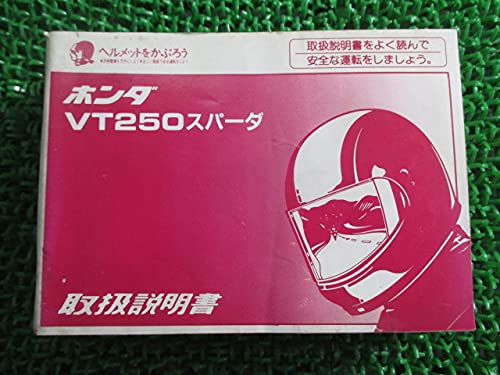 ヘルメットをかぶろう
取扱説明書をよく読んで
安全な運転をしましょう。
ホンダ
VT250スパーダ
取扱説明書